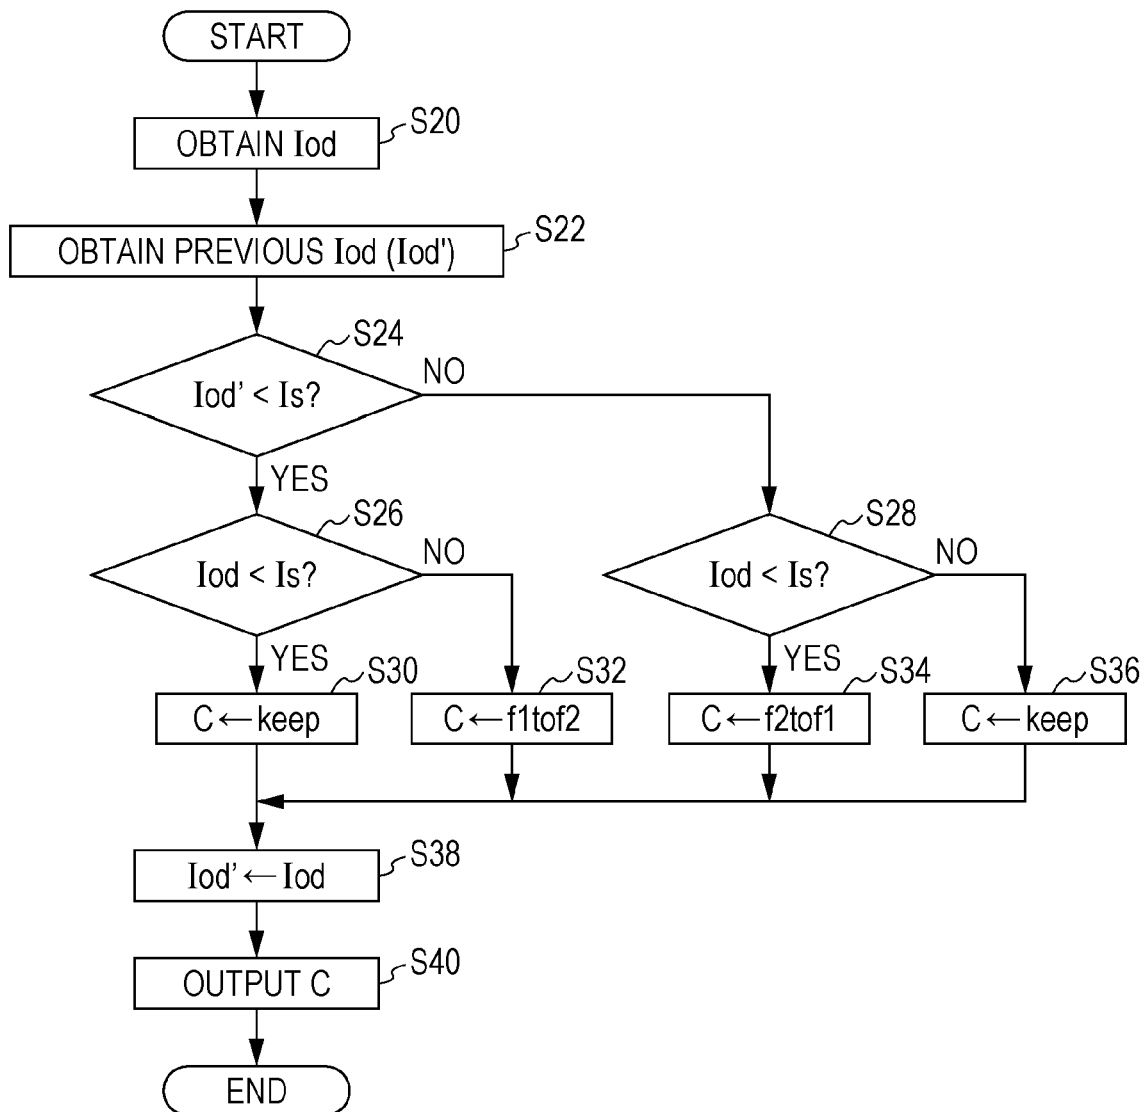 START
S20
OBTAIN Iod
S22
OBTAIN PREVIOUS Iod (Iod')
S24
Iod’ < Is?
NO
YES
S26
Iod < Is?
NO
S28
Iod < Is?
NO
YES
YES
S30
C←keep
S32
C←f1tof2
S34
C←f2tof1
S36
C←keep
S38
Iod’←Iod
S40
OUTPUT C
END